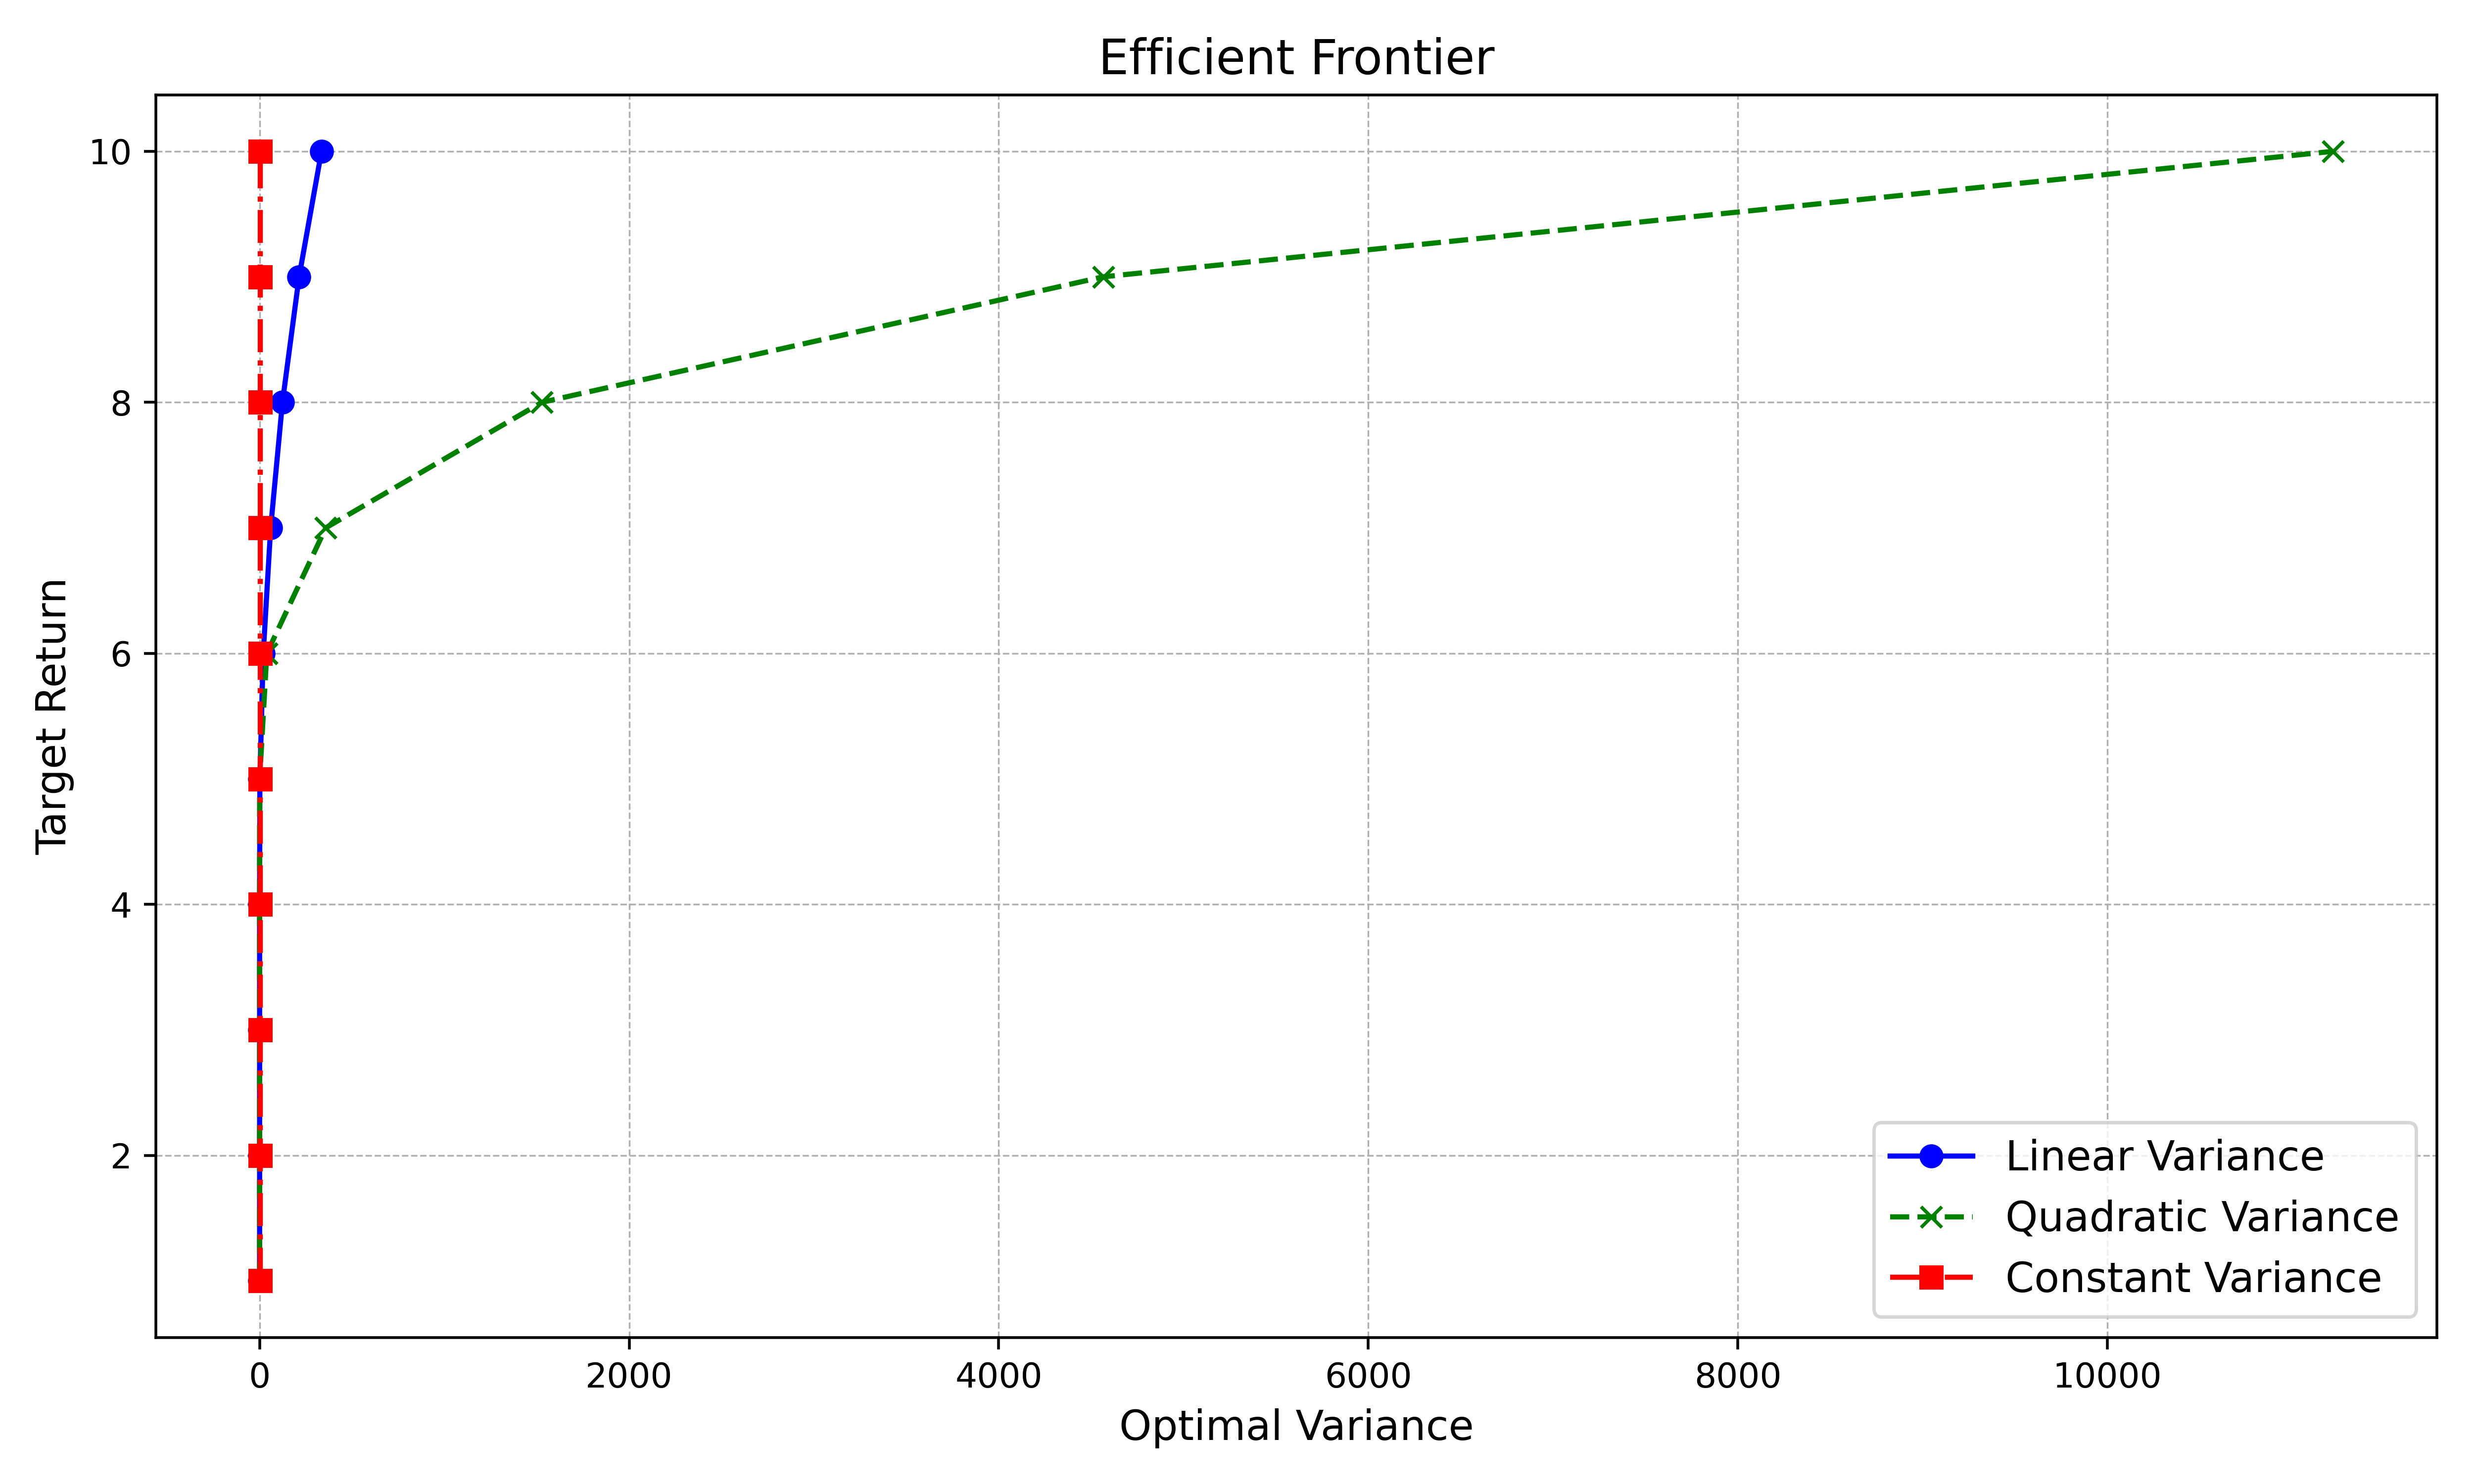 Efficient Frontier
Target Return
10
8
6
4
2
0 2000 4000 6000 8000 10000
Optimal Variance
Linear Variance
Quadratic Variance
Constant Variance